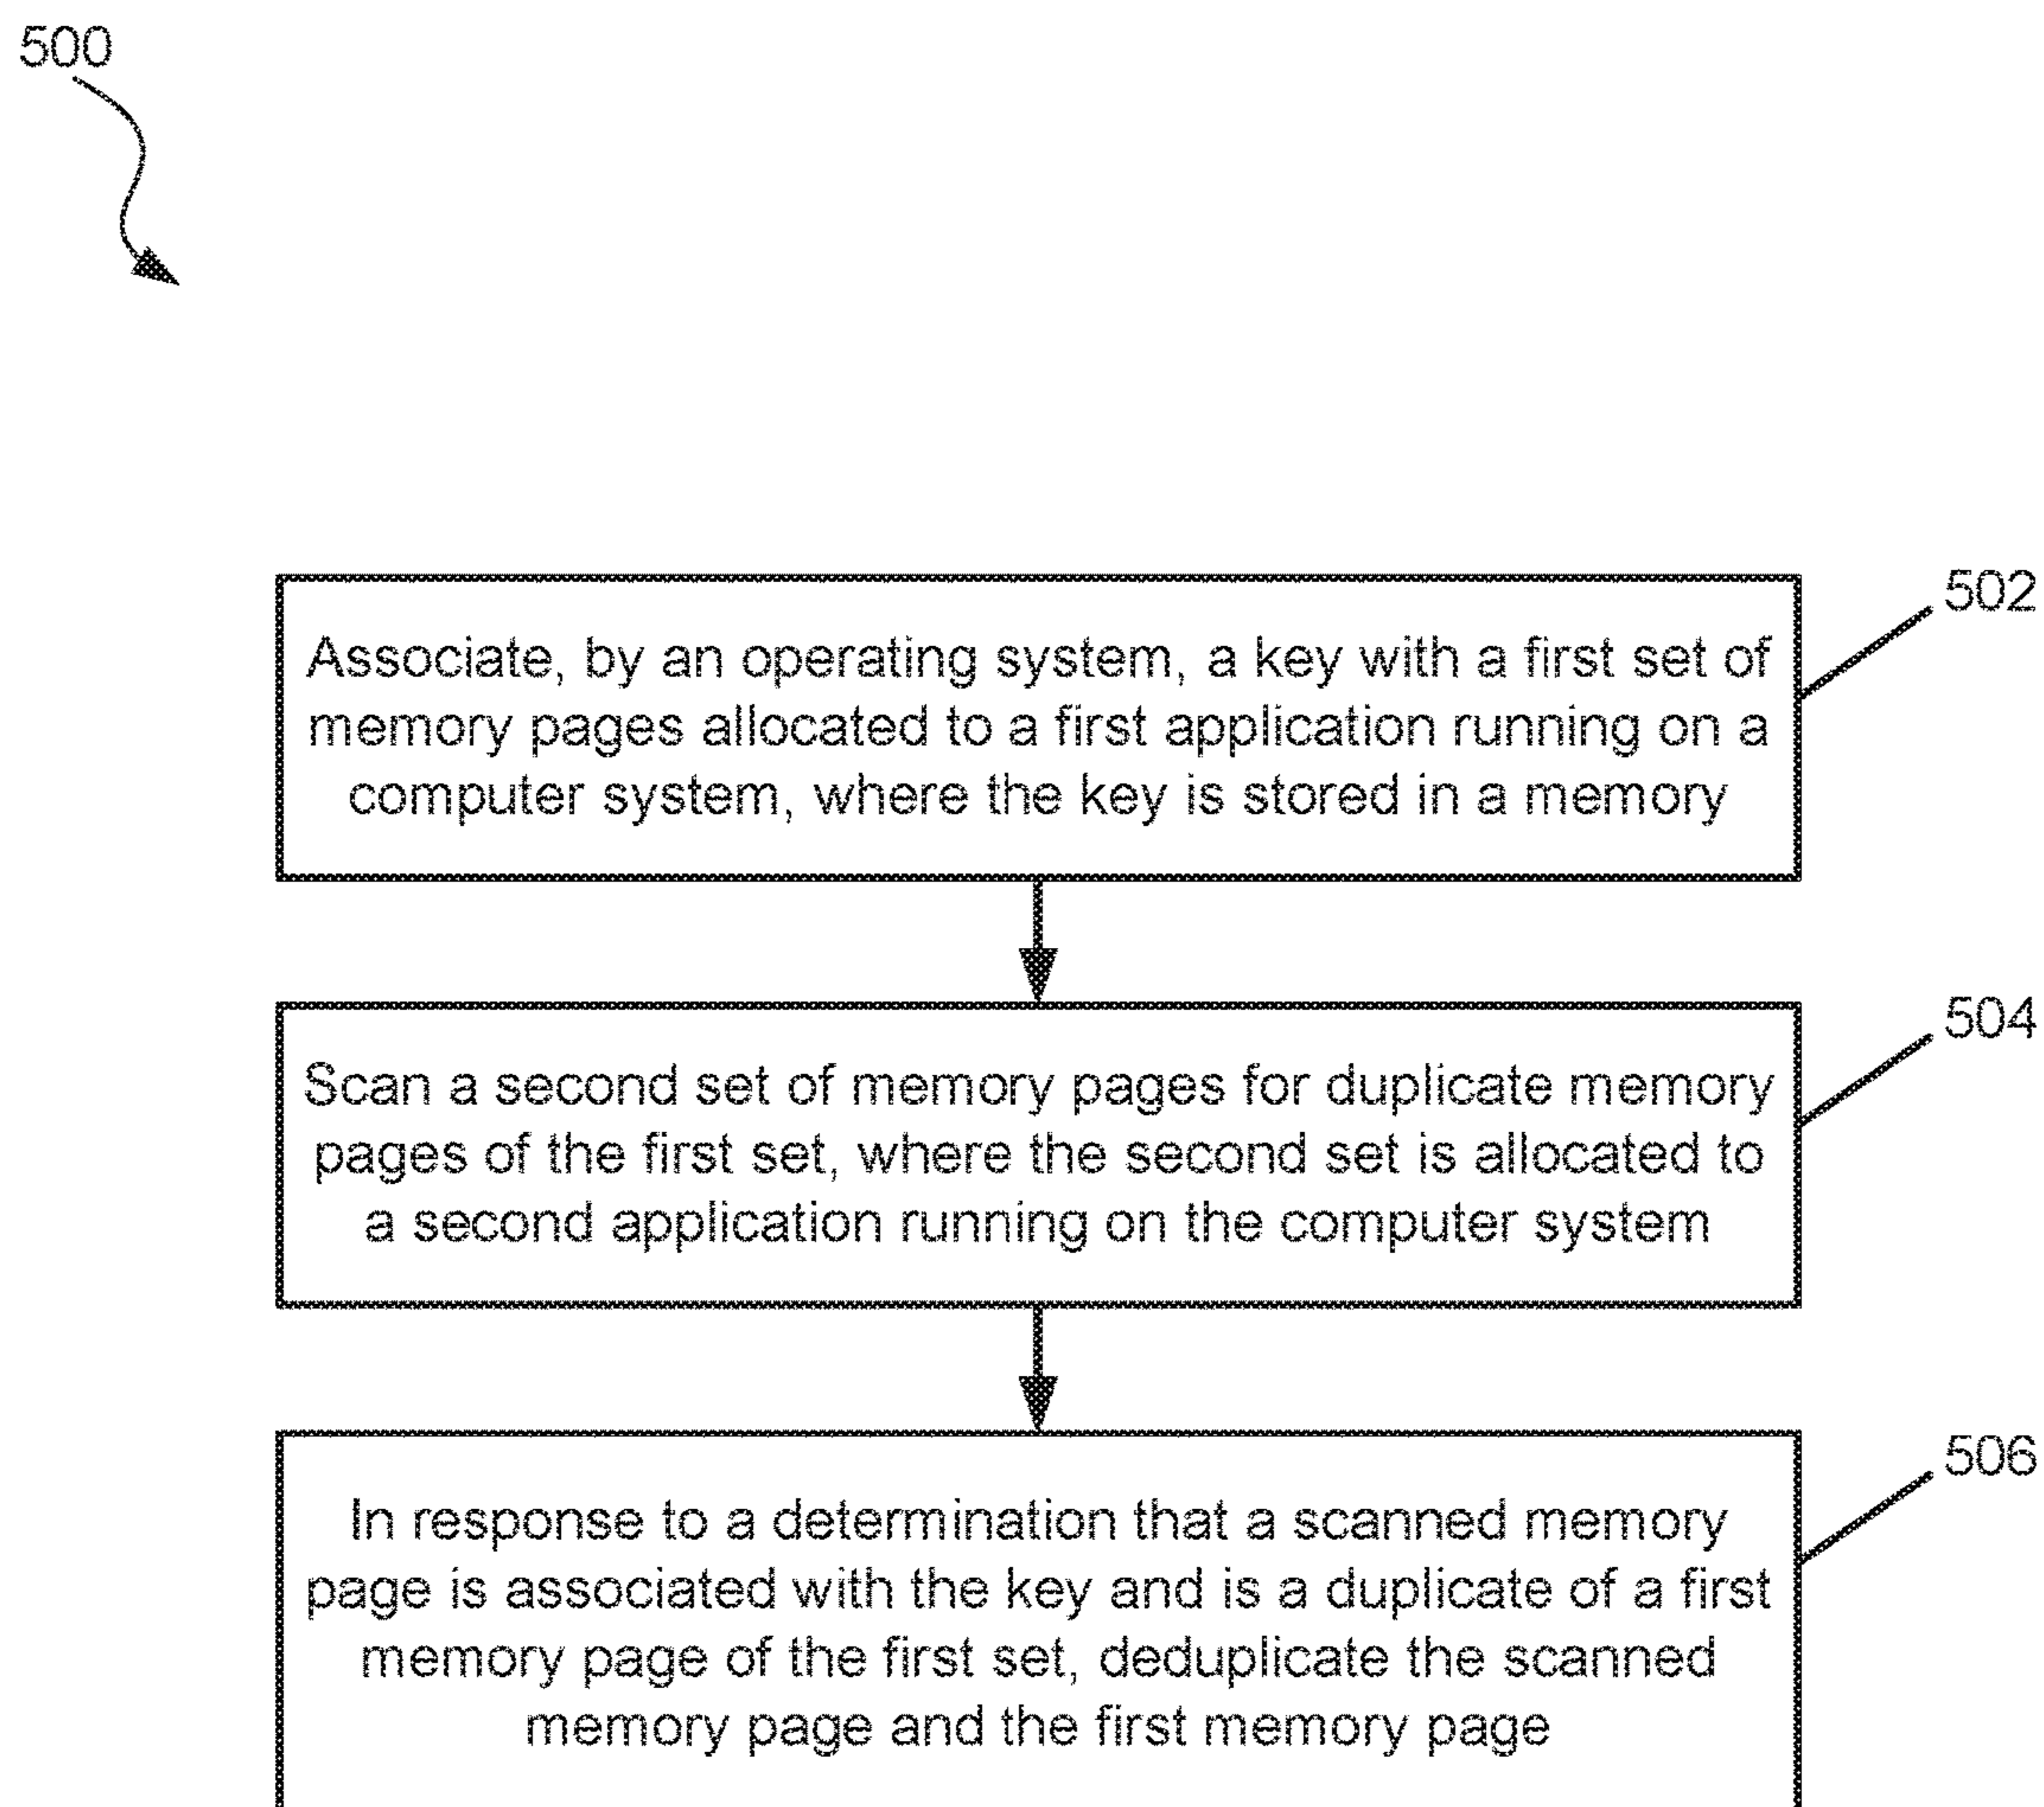 500
502
Associate, by an operating system, a key with a first set of
memory pages allocated to a first application running on a
computer system, where the key is stored in a memory
504
Scan a second set of memory pages for duplicate memory
pages of the first set, where the second set is allocated to
a second application running on the computer system
506
In response to a determination that a scanned memory
page is associated with the key and is a duplicate of a first
memory page of the first set, deduplicate the scanned
memory page and the first memory page